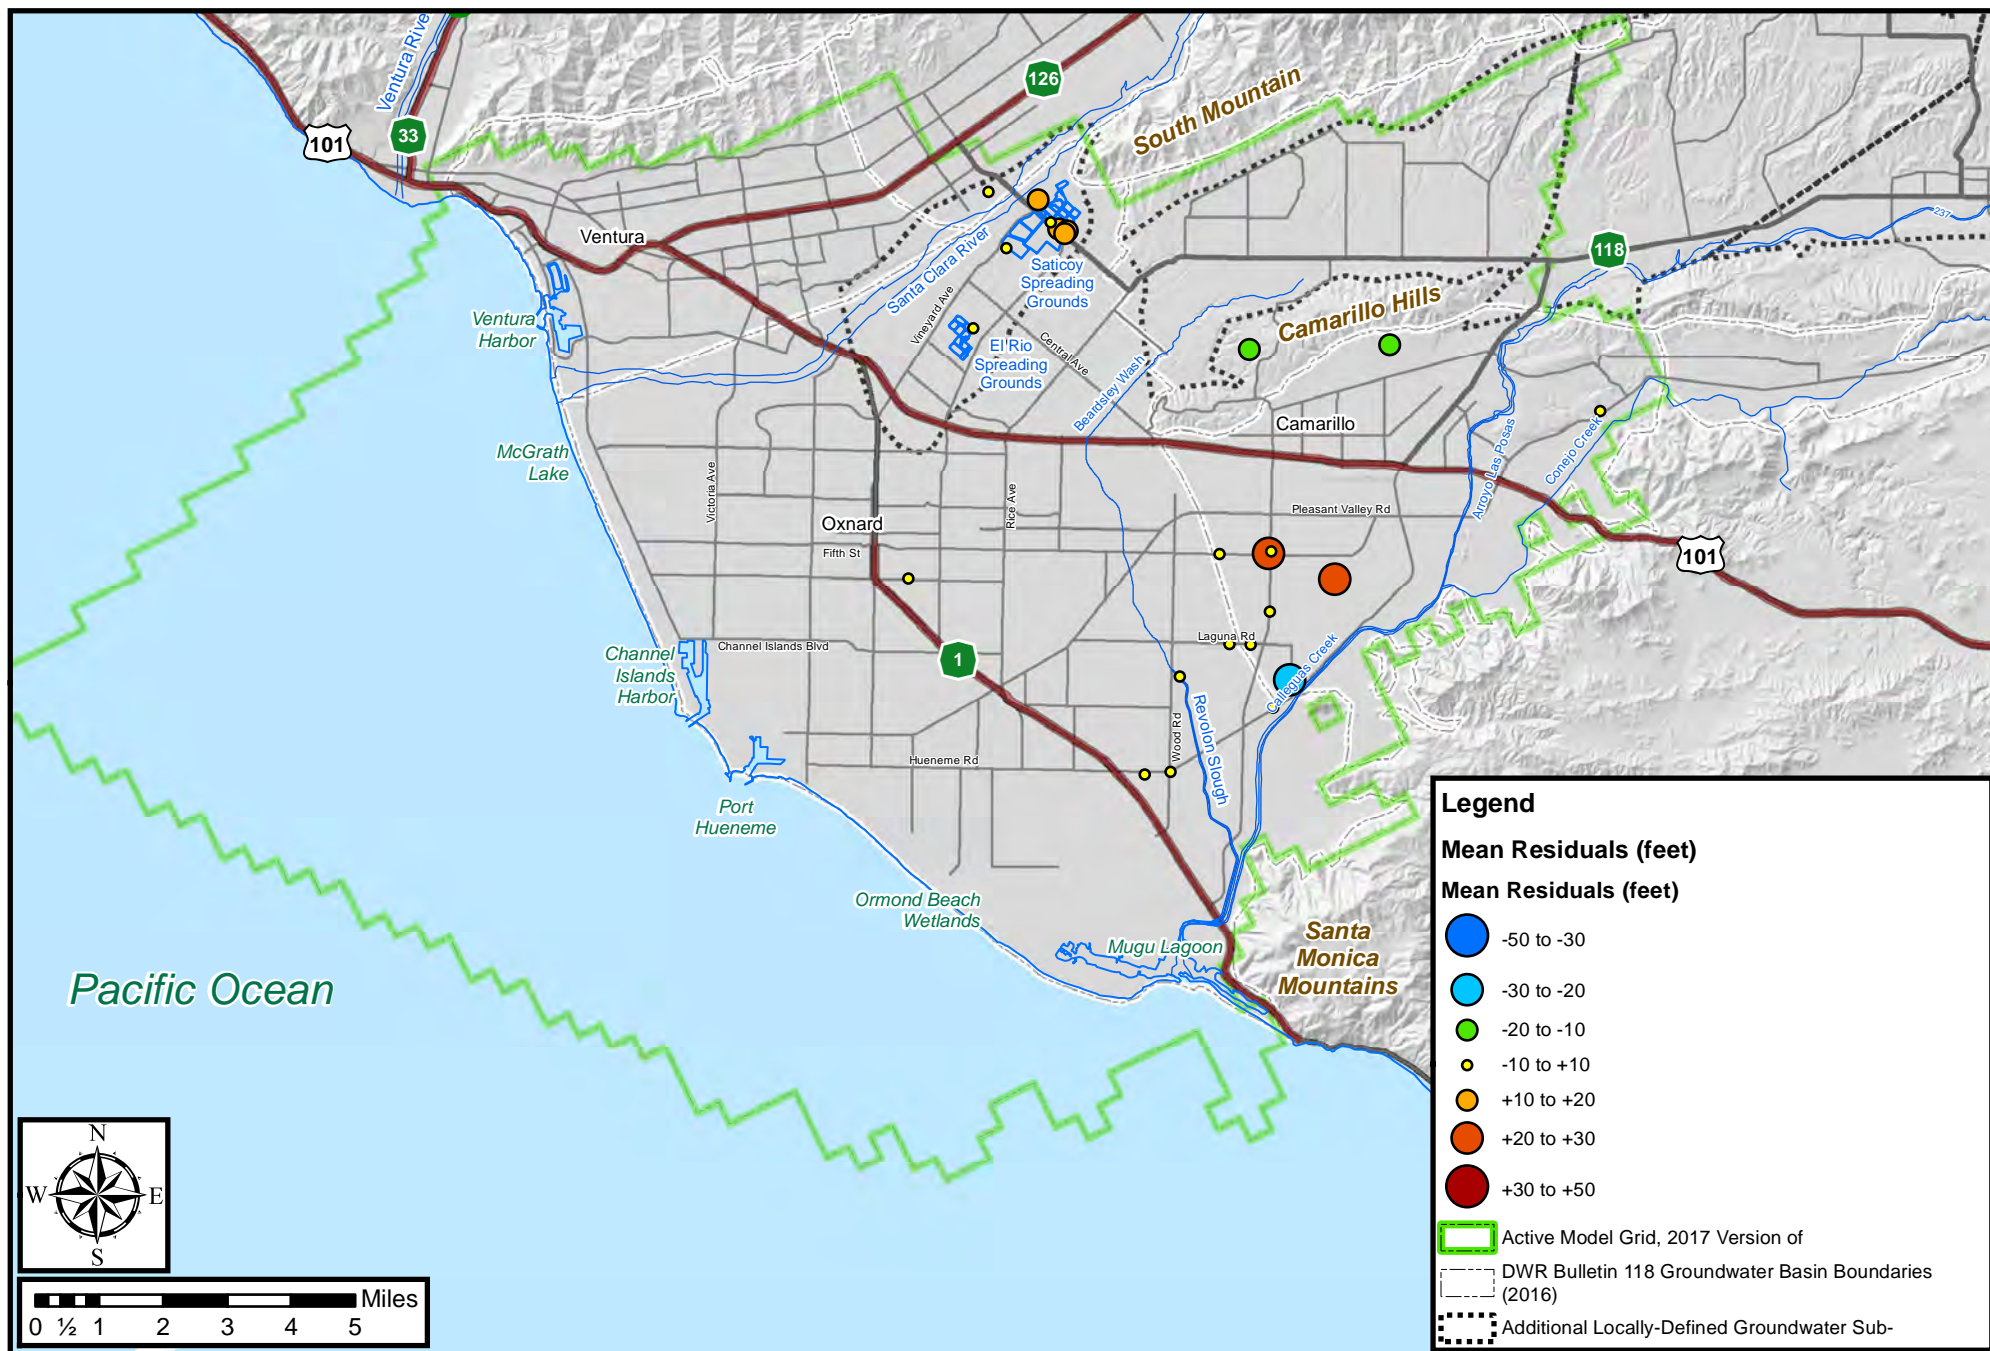 Ventura Rive
126
South Mountain
33
101
Ventura
Santa Clara River
Saticoy
Spreading
Grounds
237
118
Ventura
Harbor
Vineyard Ave
El Rio
Spreading
Grounds
Central Ave
Camarillo Hills
Beardsley Wash
Camarillo
McGrath
Lake
Victoria Ave
Rice Ave
Arroyo Las Posas
Conejo Creek
Oxnard
Pleasant Valley Rd
Fifth St
101
Channel
Islands
Harbor
Channel Islands Blvd
1
Laguna Rd
Calleguas Creek
Revolon Slough
Wood Rd
Hueneme Rd
Port
Hueneme
Ormond Beach
Wetlands
Mugu Lagoon
Santa
Monica
Mountains
Pacific Ocean
N
W E
S
Miles
0 ½ 1 2 3 4 5
Legend
Mean Residuals (feet)
Mean Residuals (feet)
-50 to -30
-30 to -20
-20 to -10
-10 to +10
+10 to +20
+20 to +30
+30 to +50
Active Model Grid, 2017 Version of
DWR Bulletin 118 Groundwater Basin Boundaries
(2016)
Additional Locally-Defined Groundwater Sub-